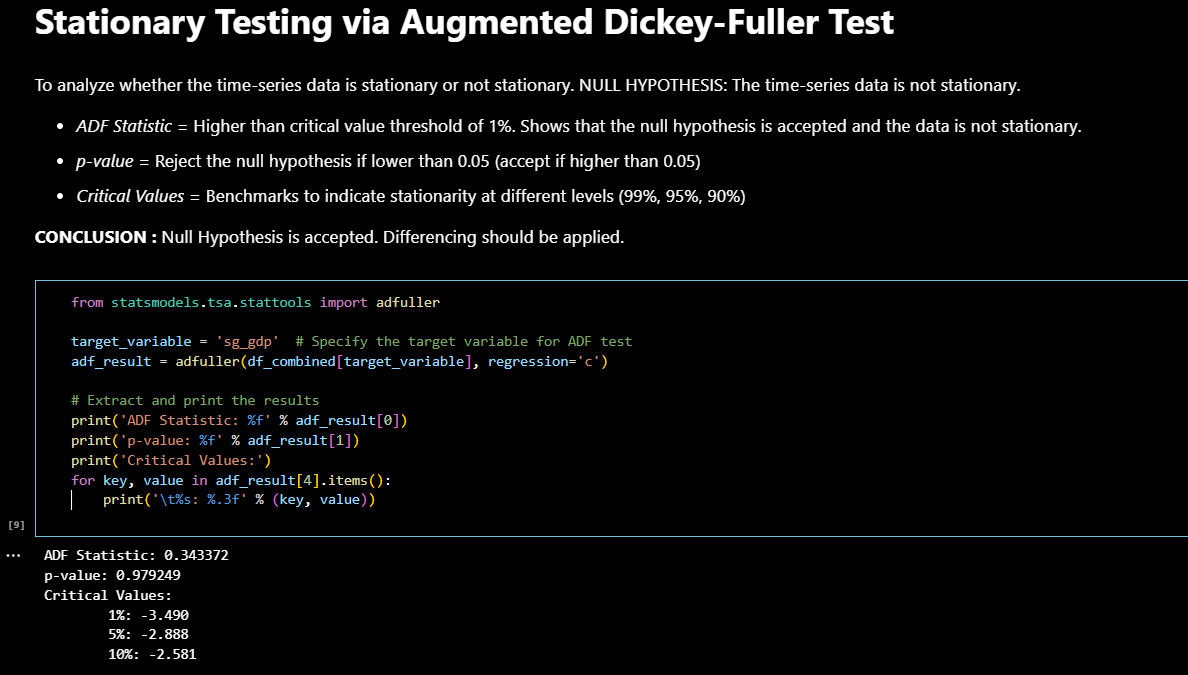 Stationary Testing via Augmented Dickey-Fuller Test
To analyze whether the time-series data is stationary or not stationary. NULL HYPOTHESIS: The time-series data is not stationary.
• ADF Statistic = Higher than critical value threshold of 1%. Shows that the null hypothesis is accepted and the data is not stationary.
• p-value = Reject the null hypothesis if lower than 0.05 (accept if higher than 0.05)
• Critical Values = Benchmarks to indicate stationarity at different levels (99%, 95%, 90%)
CONCLUSION : Null Hypothesis is accepted. Differencing should be applied.
from statsmodels.tsa.stattools import adfuller
target_variable = 'sg_gdp'  # Specify the target variable for ADF test
adf_result = adfuller(df_combined[target_variable], regression='c')
# Extract and print the results
print('ADF Statistic: %f' % adf_result[0])
print('p-value: %f' % adf_result[1])
print('Critical Values:')
for key, value in adf_result[4].items():
    print('\t%s: %.3f' % (key, value))
[9]
··· ADF Statistic: 0.343372
p-value: 0.979249
Critical Values:
        1%: -3.490
        5%: -2.888
        10%: -2.581